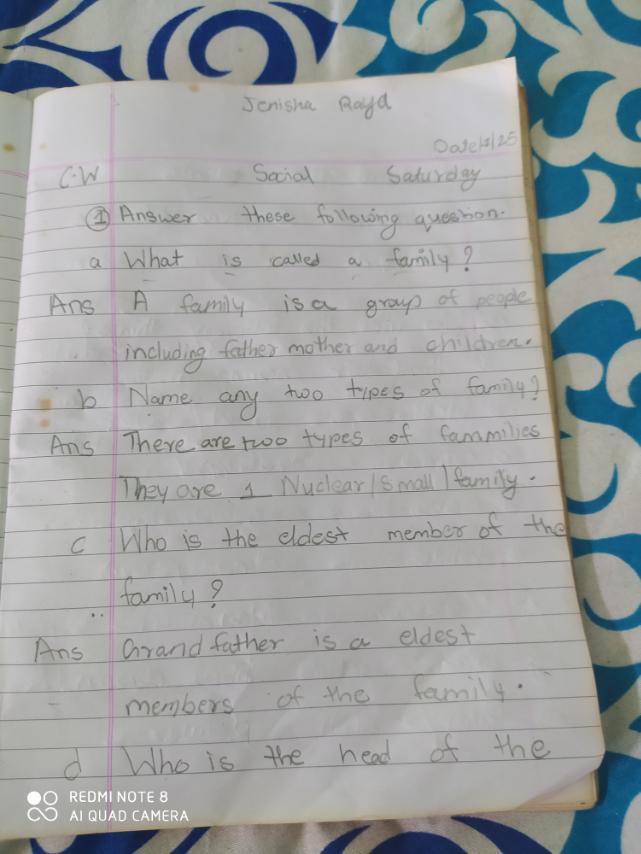 Jenisha Rayd
Date 1/25
C.W Social Saturday
① Answer these following question.
a What is called a family?
Ans A family is a group of people
including father mother and children.
b Name any two types of family?
Ans There are two types of fammilies
They are 1 Nuclear/small/family.
c Who is the eldest member of the
family?
Ans Grandfather is a eldest
members of the family.
d Who is the head of the
REDMI NOTE 8
AI QUAD CAMERA